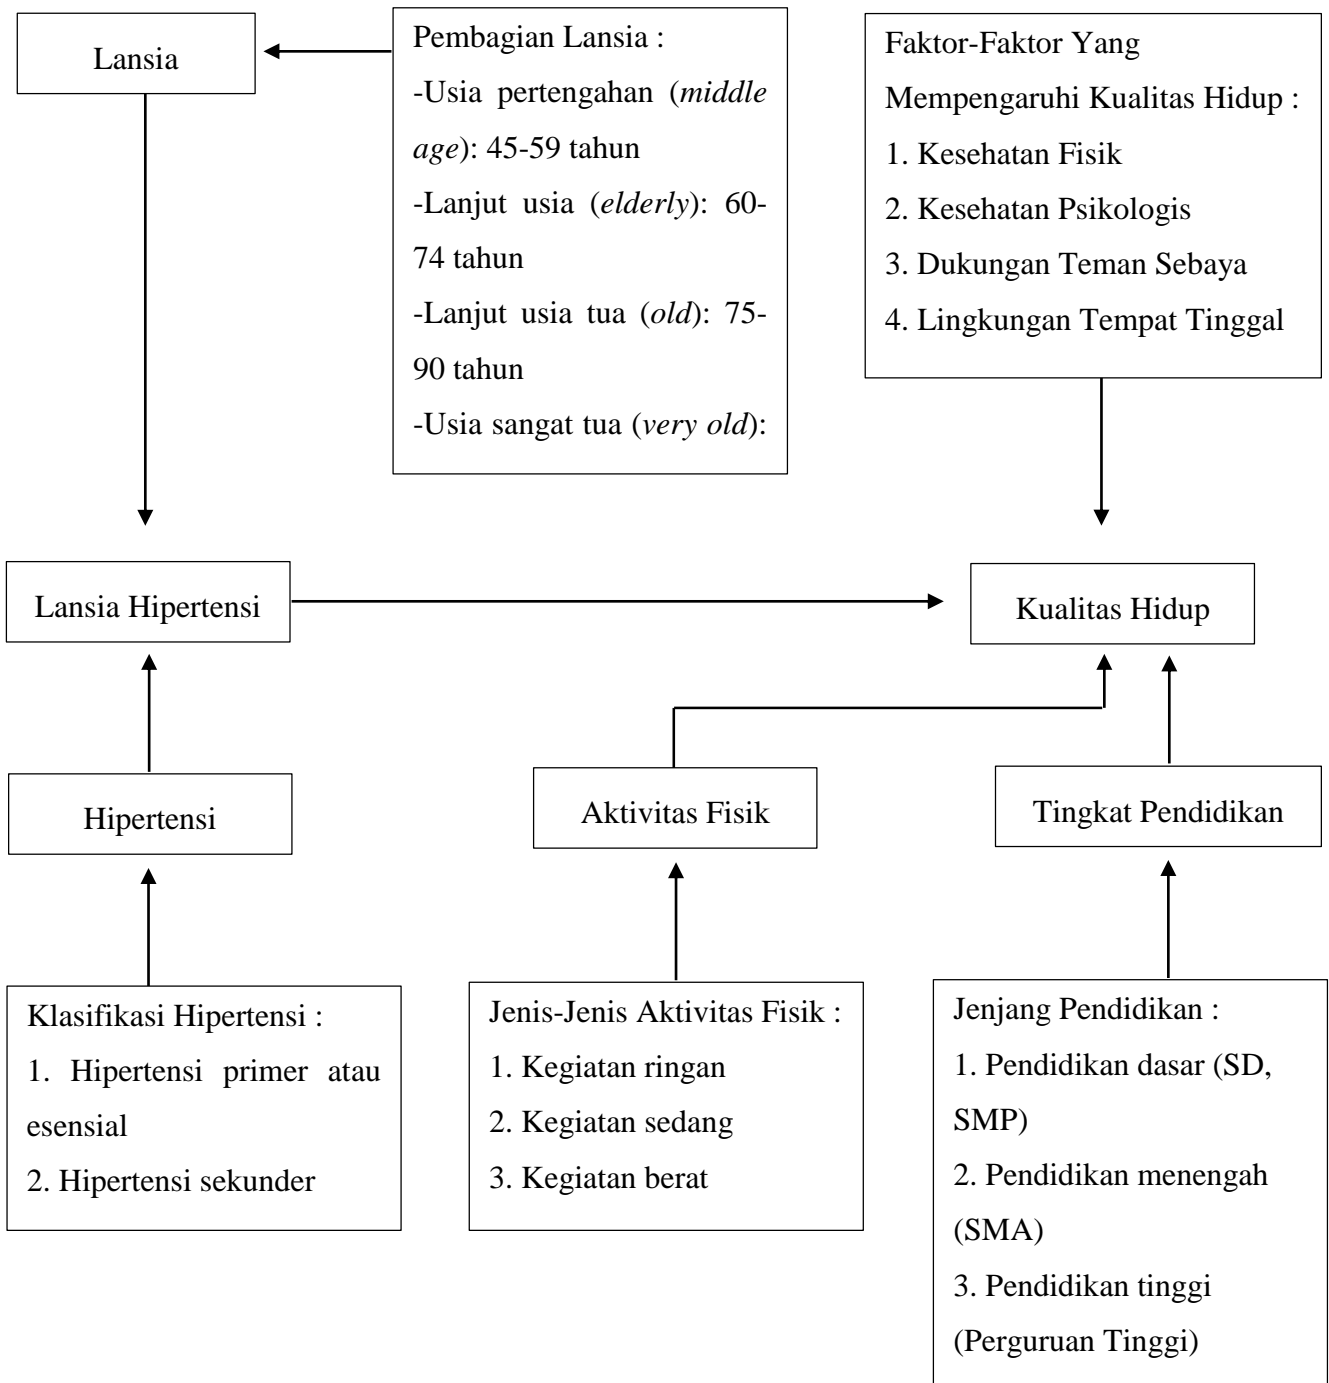 Lansia
Pembagian Lansia :
-Usia pertengahan (middle
age): 45-59 tahun
-Lanjut usia (elderly): 60-
74 tahun
-Lanjut usia tua (old): 75-
90 tahun
-Usia sangat tua (very old):
Faktor-Faktor Yang
Mempengaruhi Kualitas Hidup :
1. Kesehatan Fisik
2. Kesehatan Psikologis
3. Dukungan Teman Sebaya
4. Lingkungan Tempat Tinggal
Lansia Hipertensi
Kualitas Hidup
Hipertensi
Aktivitas Fisik
Tingkat Pendidikan
Klasifikasi Hipertensi :
1. Hipertensi primer atau
esensial
2. Hipertensi sekunder
Jenis-Jenis Aktivitas Fisik :
1. Kegiatan ringan
2. Kegiatan sedang
3. Kegiatan berat
Jenjang Pendidikan :
1. Pendidikan dasar (SD,
SMP)
2. Pendidikan menengah
(SMA)
3. Pendidikan tinggi
(Perguruan Tinggi)